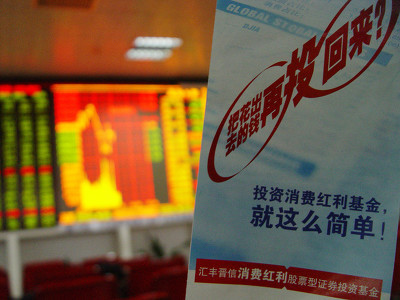 GLOBAL STOCK
DJIA
把花出
去的钱再投回来?
投资消费红利基金,
就这么简单!
汇丰晋信消费红利股票型证券投资基金